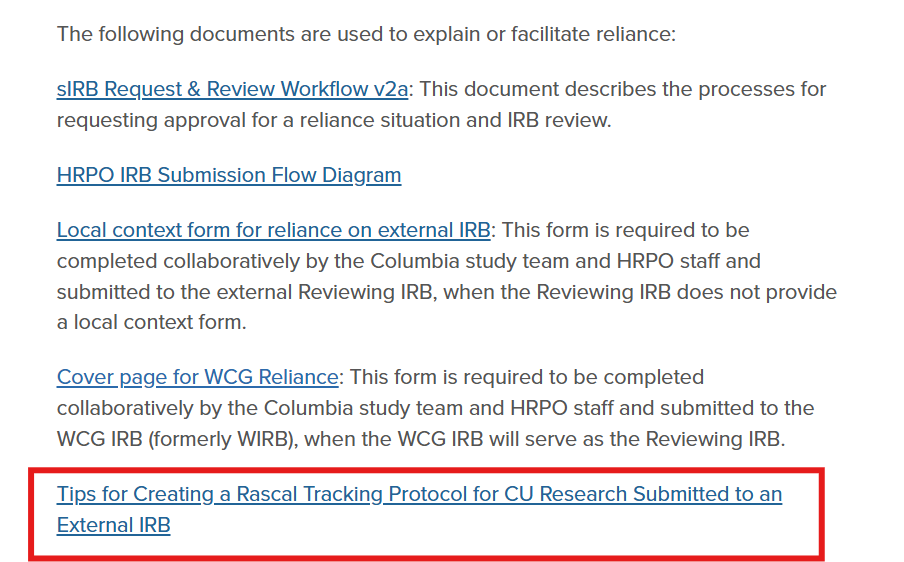 The following documents are used to explain or facilitate reliance:
sIRB Request & Review Workflow v2a: This document describes the processes for
requesting approval for a reliance situation and IRB review.
HRPO IRB Submission Flow Diagram
Local context form for reliance on external IRB: This form is required to be
completed collaboratively by the Columbia study team and HRPO staff and
submitted to the external Reviewing IRB, when the Reviewing IRB does not provide
a local context form.
Cover page for WCG Reliance: This form is required to be completed
collaboratively by the Columbia study team and HRPO staff and submitted to the
WCG IRB (formerly WIRB), when the WCG IRB will serve as the Reviewing IRB.
Tips for Creating a Rascal Tracking Protocol for CU Research Submitted to an
External IRB